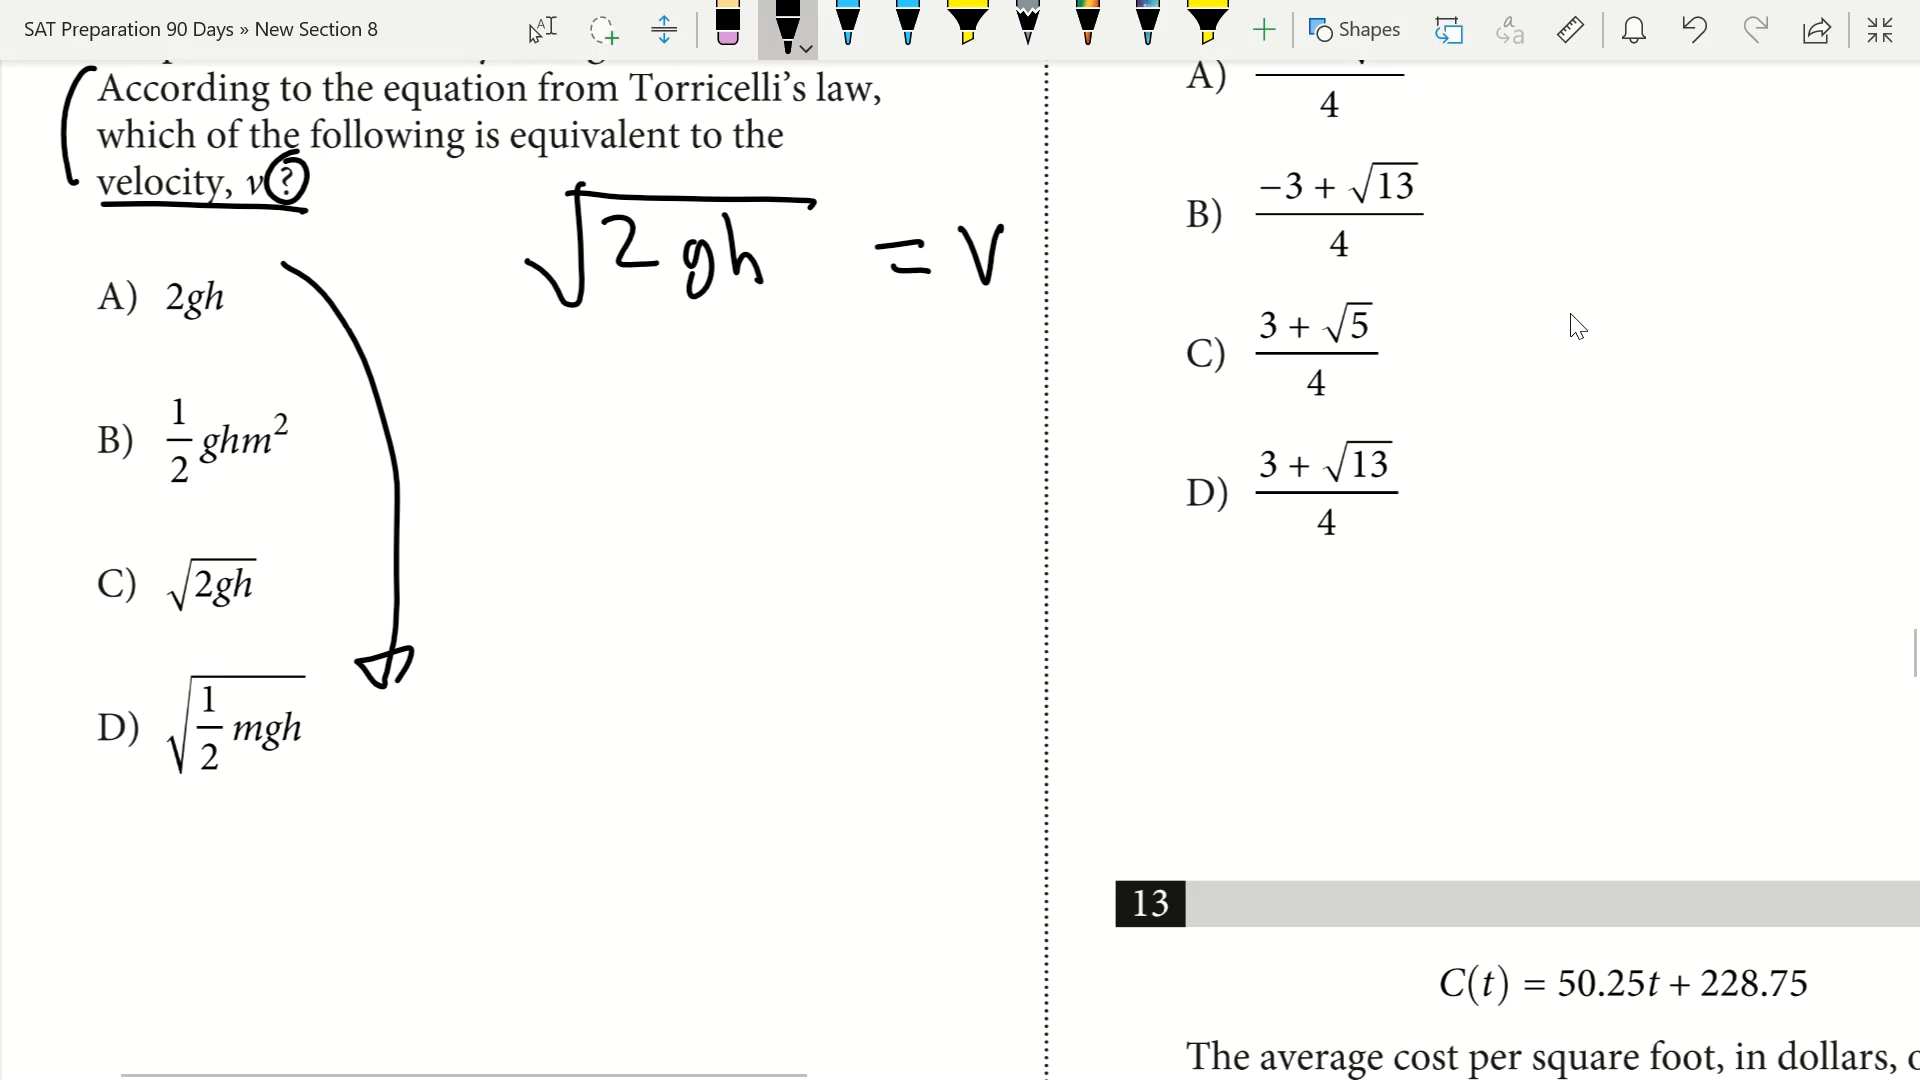 SAT Preparation 90 Days » New Section 8
Shapes
According to the equation from Torricelli's law,
which of the following is equivalent to the
velocity, v?
√2gh = v
A) 2gh
B) 1/2 ghm²
C) √2gh
D) √1/2 mgh
A) 4
B) −3 + √13 / 4
C) 3 + √5 / 4
D) 3 + √13 / 4
13
C(t) = 50.25t + 228.75
The average cost per square foot, in dollars,